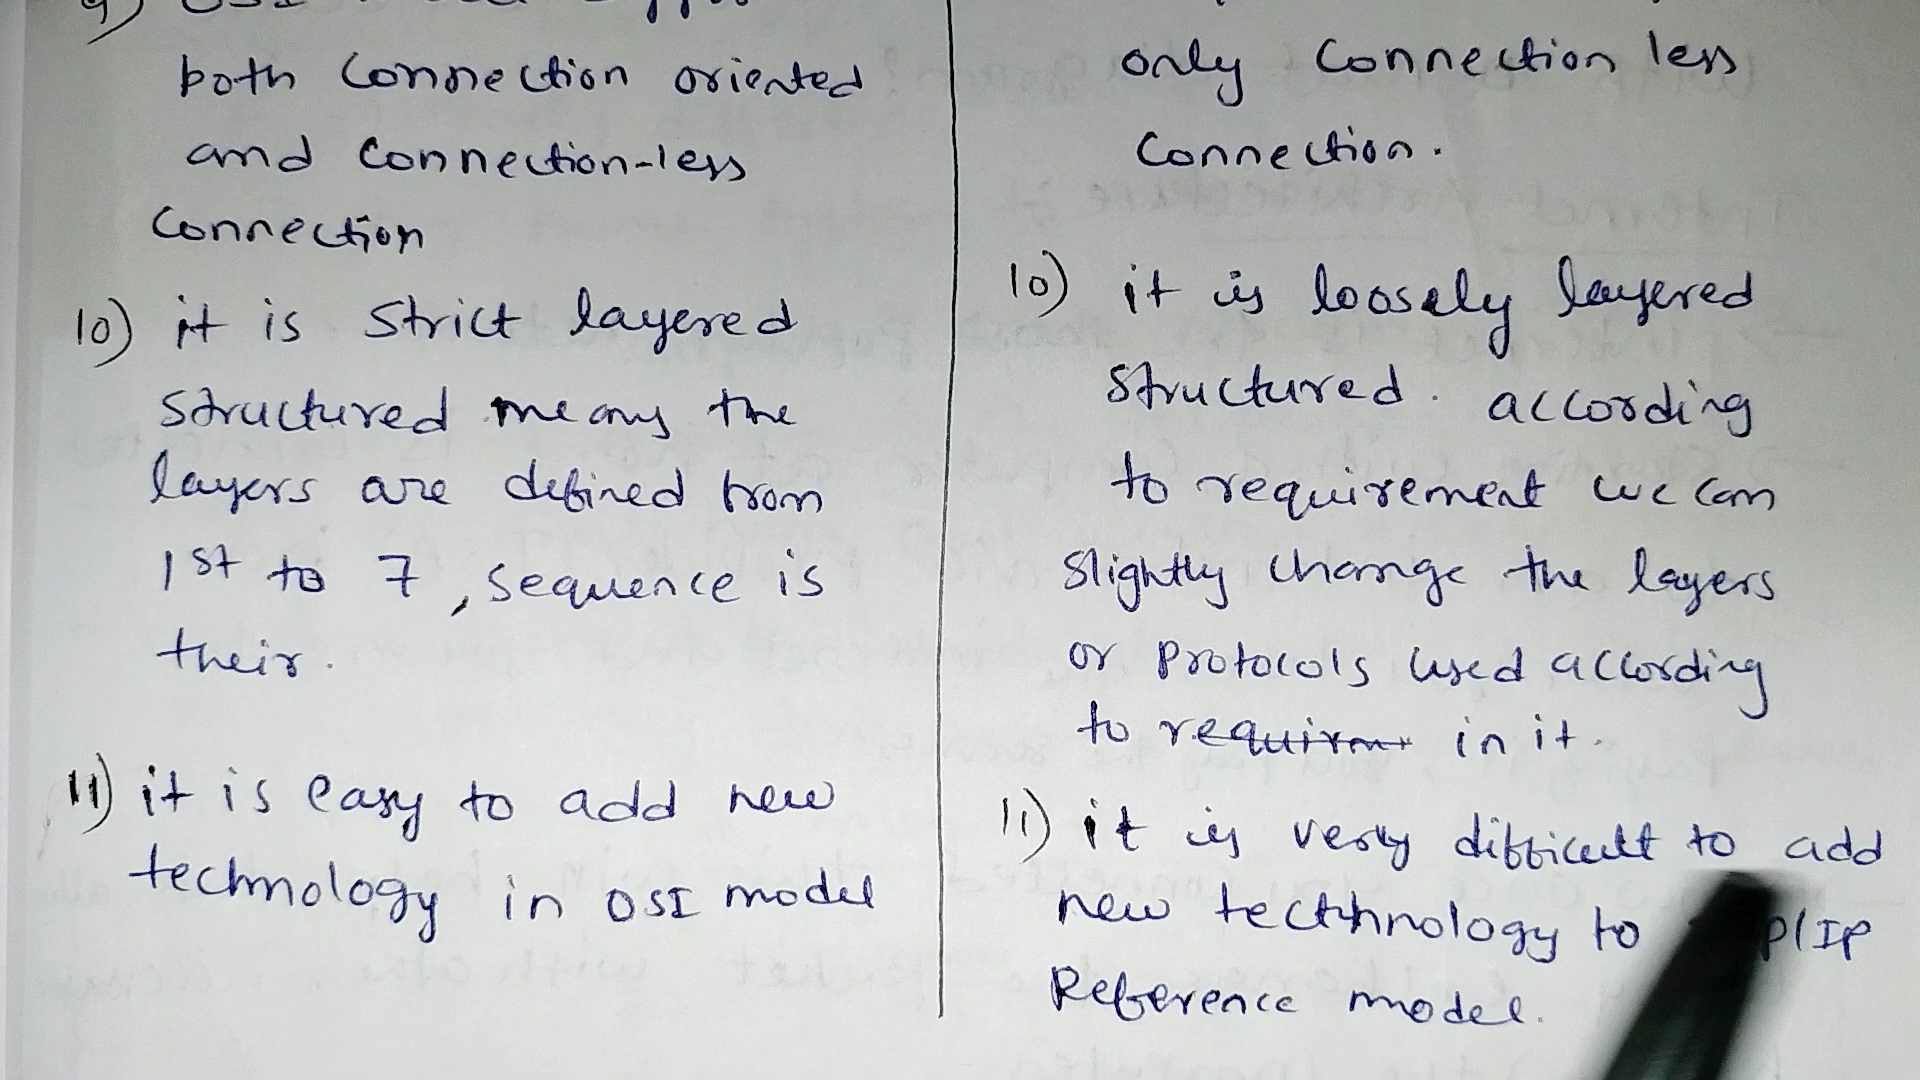 both connection oriented
and connection-less
connection
10) it is strict layered
structured means the
layers are defined from
1st to 7, sequence is
their.
11) it is easy to add new
technology in OSI model
only connection less
connection.
10) it is loosely layered
structured. according
to requirement we can
slightly change the layers
or protocols used according
to in it.
11) it is very difficult to add
new techhnology to P/IP
Reference model.